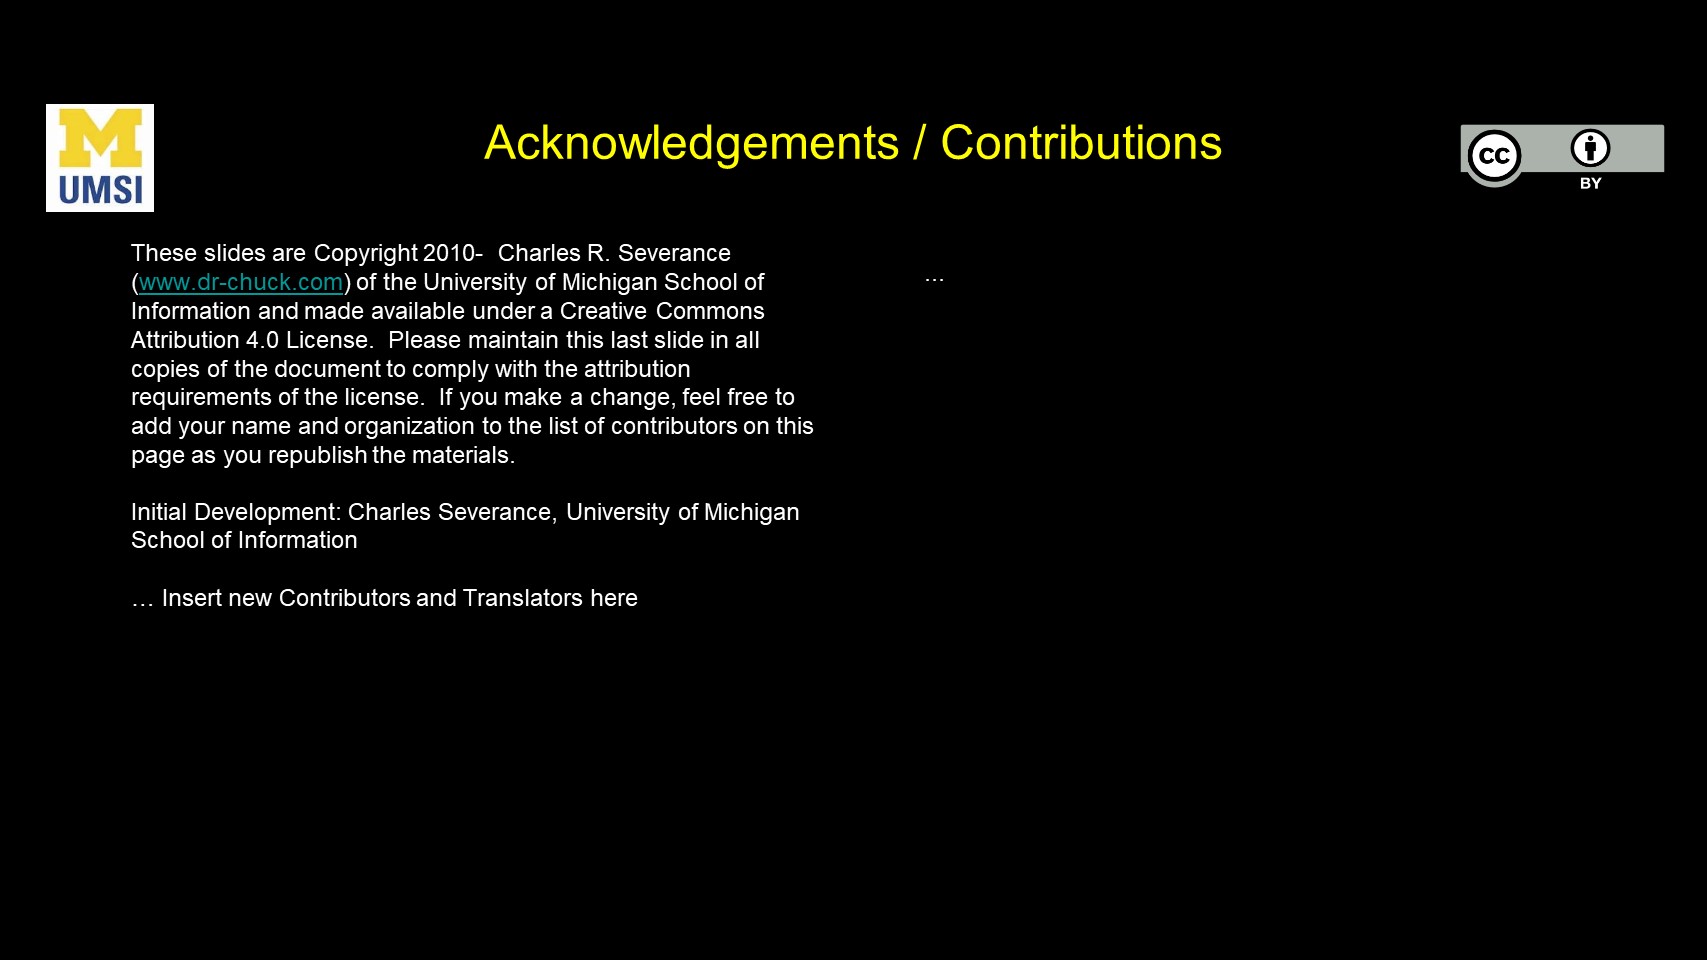 M
UMSI
Acknowledgements / Contributions
CC
BY
These slides are Copyright 2010-  Charles R. Severance
(www.dr-chuck.com) of the University of Michigan School of
Information and made available under a Creative Commons
Attribution 4.0 License.  Please maintain this last slide in all
copies of the document to comply with the attribution
requirements of the license.  If you make a change, feel free to
add your name and organization to the list of contributors on this
page as you republish the materials.
Initial Development: Charles Severance, University of Michigan
School of Information
… Insert new Contributors and Translators here
…